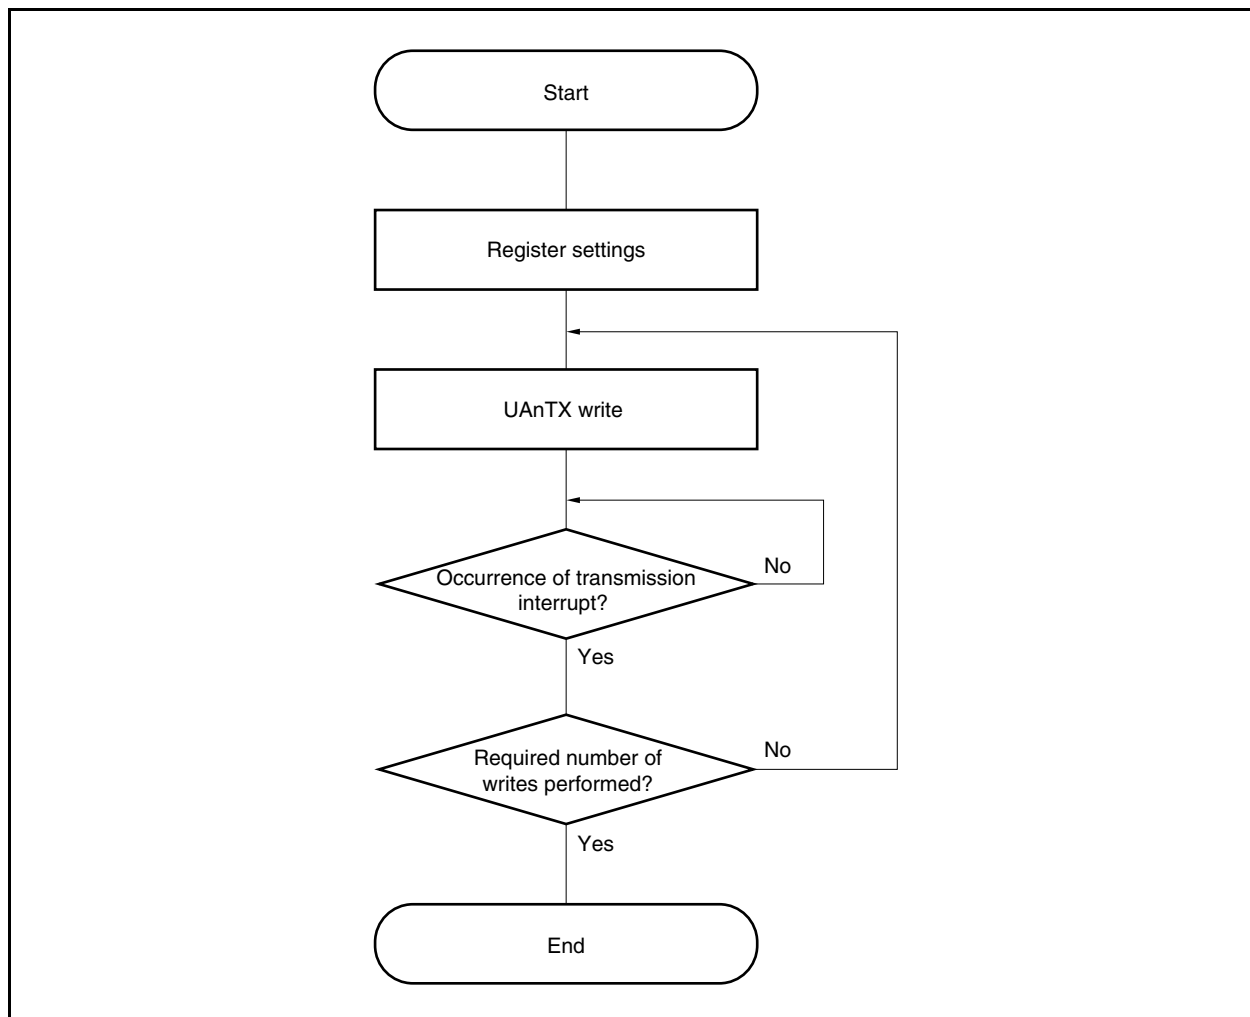 Start
Register settings
UAnTX write
Occurrence of transmission
interrupt?
No
Yes
Required number of
writes performed?
No
Yes
End